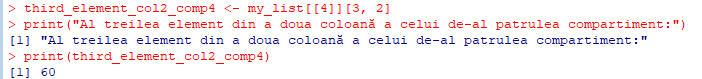 > third_element_col2_comp4 <- my_list[[4]][3, 2]
> print("Al treilea element din a doua coloană a celui de-al patrulea compartiment:")
[1] "Al treilea element din a doua coloană a celui de-al patrulea compartiment:"
> print(third_element_col2_comp4)
[1] 60